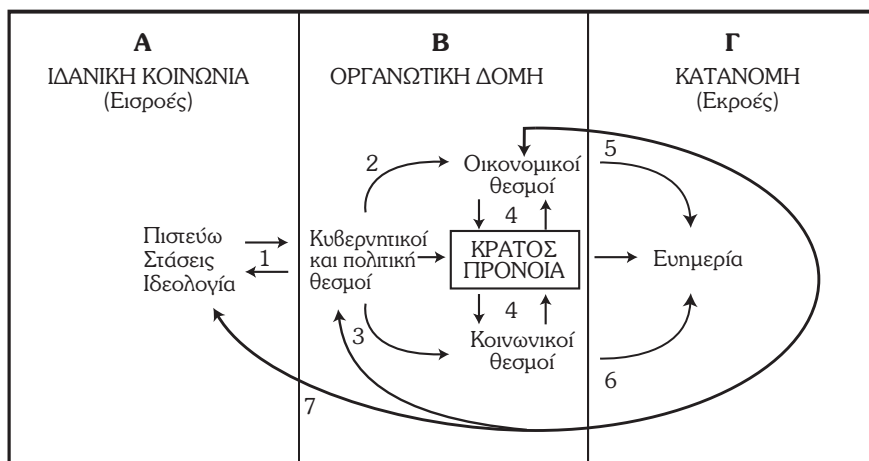 Α
ΙΔΑΝΙΚΗ ΚΟΙΝΩΝΙΑ
(Εισροές)
Β
ΟΡΓΑΝΩΤΙΚΗ ΔΟΜΗ
Γ
ΚΑΤΑΝΟΜΗ
(Εκροές)
Πιστεύω
Στάσεις
Ιδεολογία
1
Κυβερνητικοί
και πολιτική
θεσμοί
2
3
Οικονομικοί
θεσμοί
4
ΚΡΑΤΟΣ
ΠΡΟΝΟΙΑ
4
Κοινωνικοί
θεσμοί
5
Ευημερία
6
7